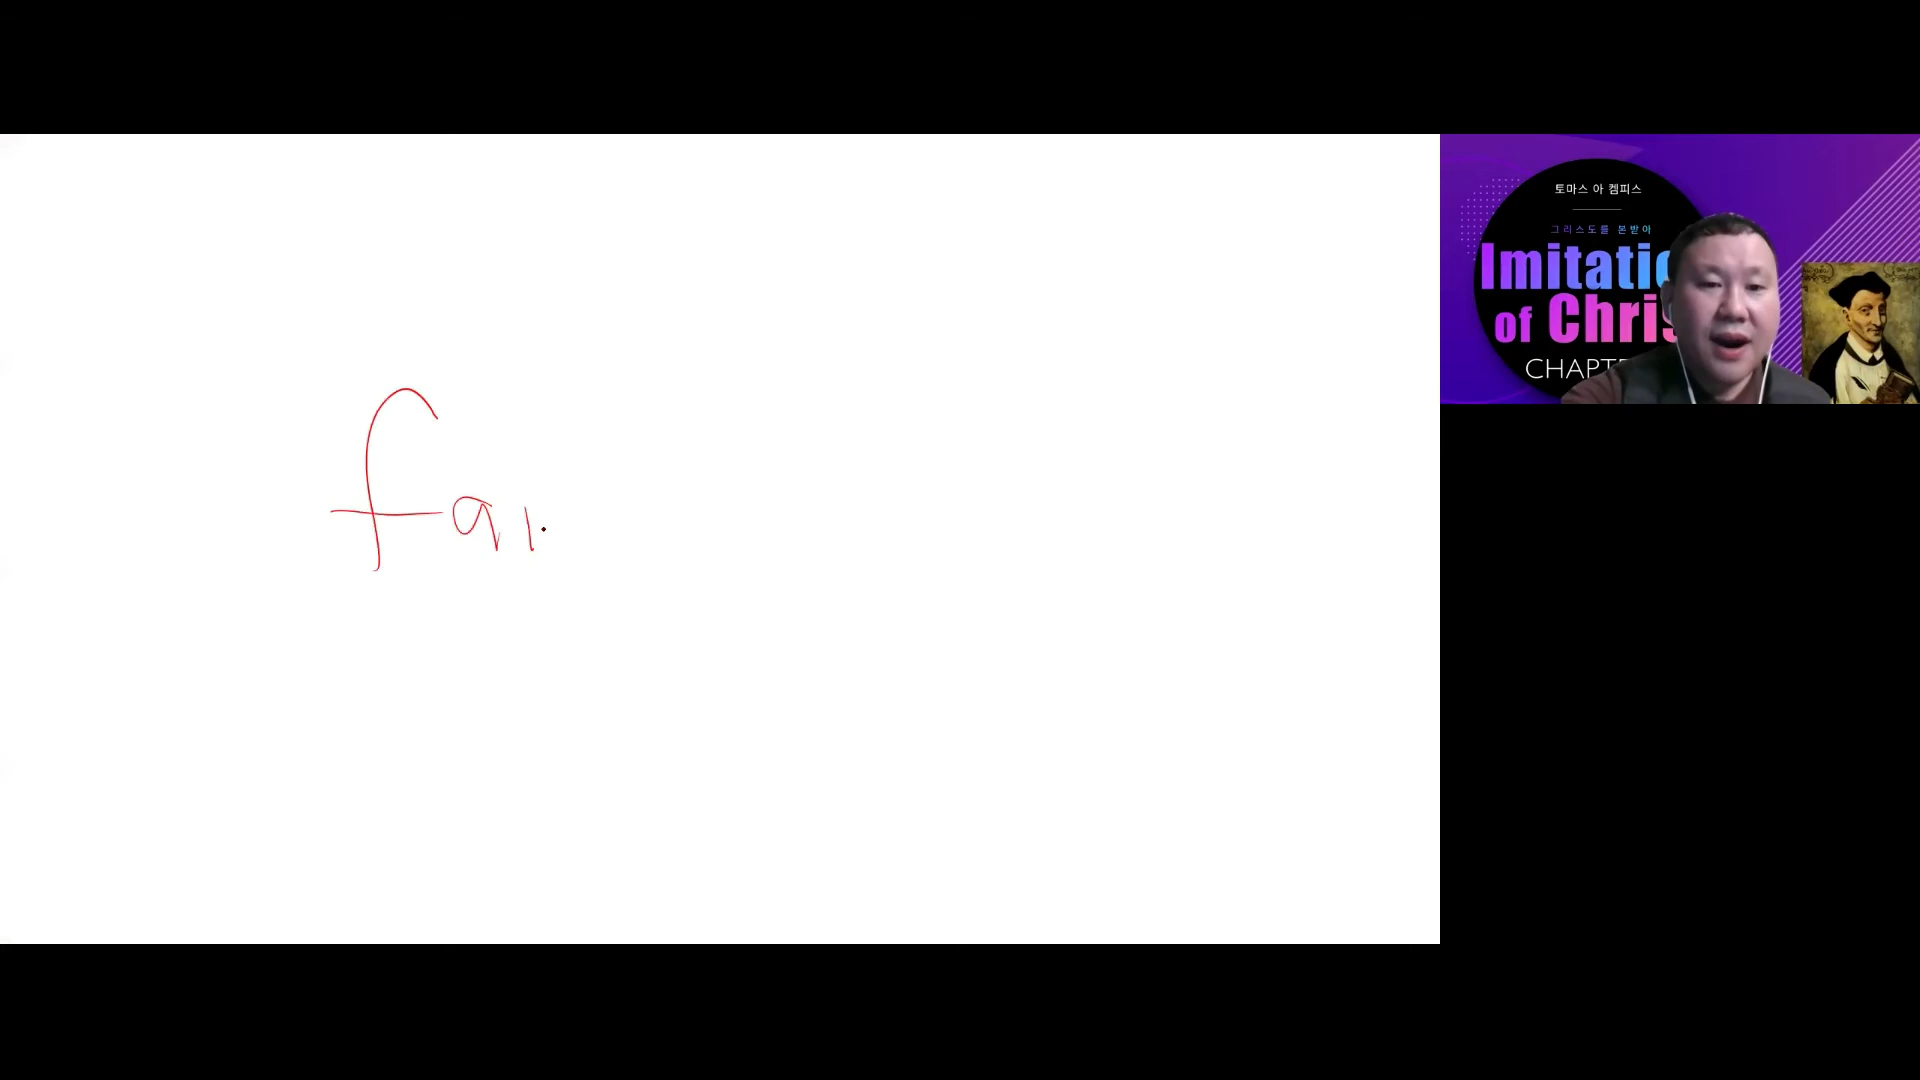 fai
토마스 아 켐피스
그리스도를 본받아
Imitatio
of Chris
CHAPTE